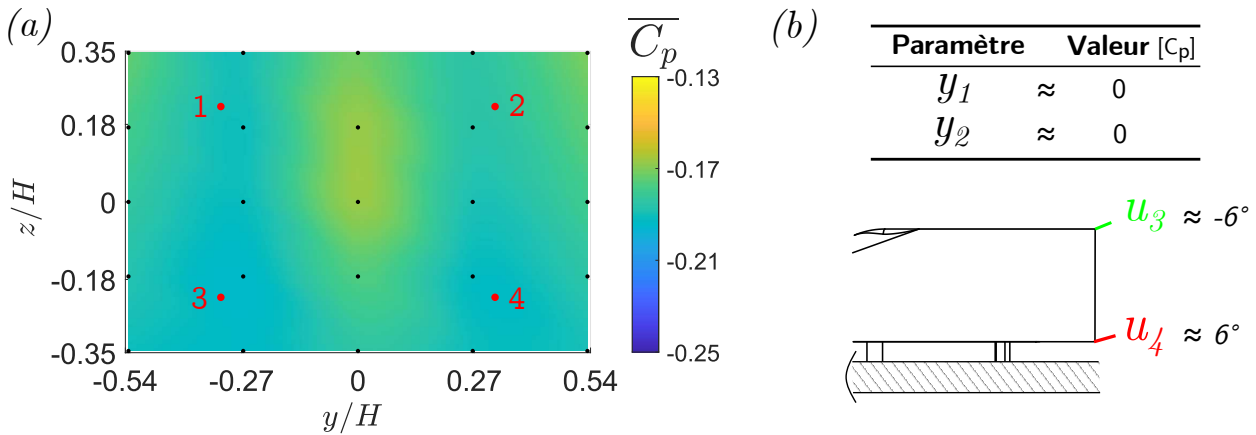 (a)
0.35
0.18
0
-0.18
-0.35
z/H
-0.54
-0.27
0
0.27
0.54
y/H
1
2
3
4
\overline{C_p}
-0.13
-0.17
-0.21
-0.25
(b)
Paramètre Valeur [Cp]
y1 ≈ 0
y2 ≈ 0
u3 ≈ -6°
u4 ≈ 6°